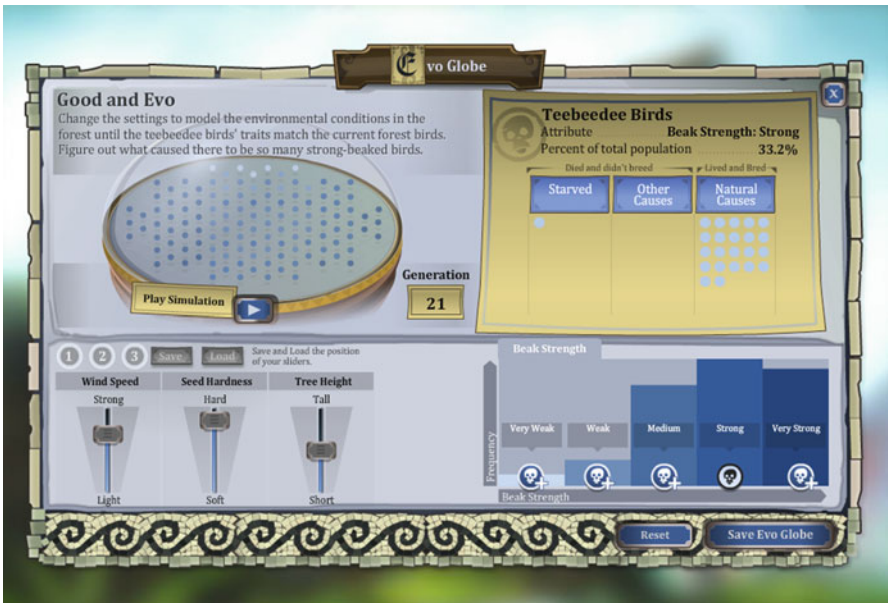 Evo Globe
Good and Evo
Change the settings to model the environmental conditions in the
forest until the teebeedee birds' traits match the current forest birds.
Figure out what caused there to be so many strong-beaked birds.
Play Simulation
Generation
21
X
Teebeedee Birds
Attribute Beak Strength: Strong
Percent of total population 33.2%
Died and didn't breed Lived and Bred
Starved Other Causes Natural Causes
1 2 3 Save Load Save and Load the position
of your sliders.
Wind Speed Seed Hardness Tree Height
Strong Hard Tall
Light Soft Short
Beak Strength
Frequency
Very Weak Weak Medium Strong Very Strong
Beak Strength
Reset Save Evo Globe